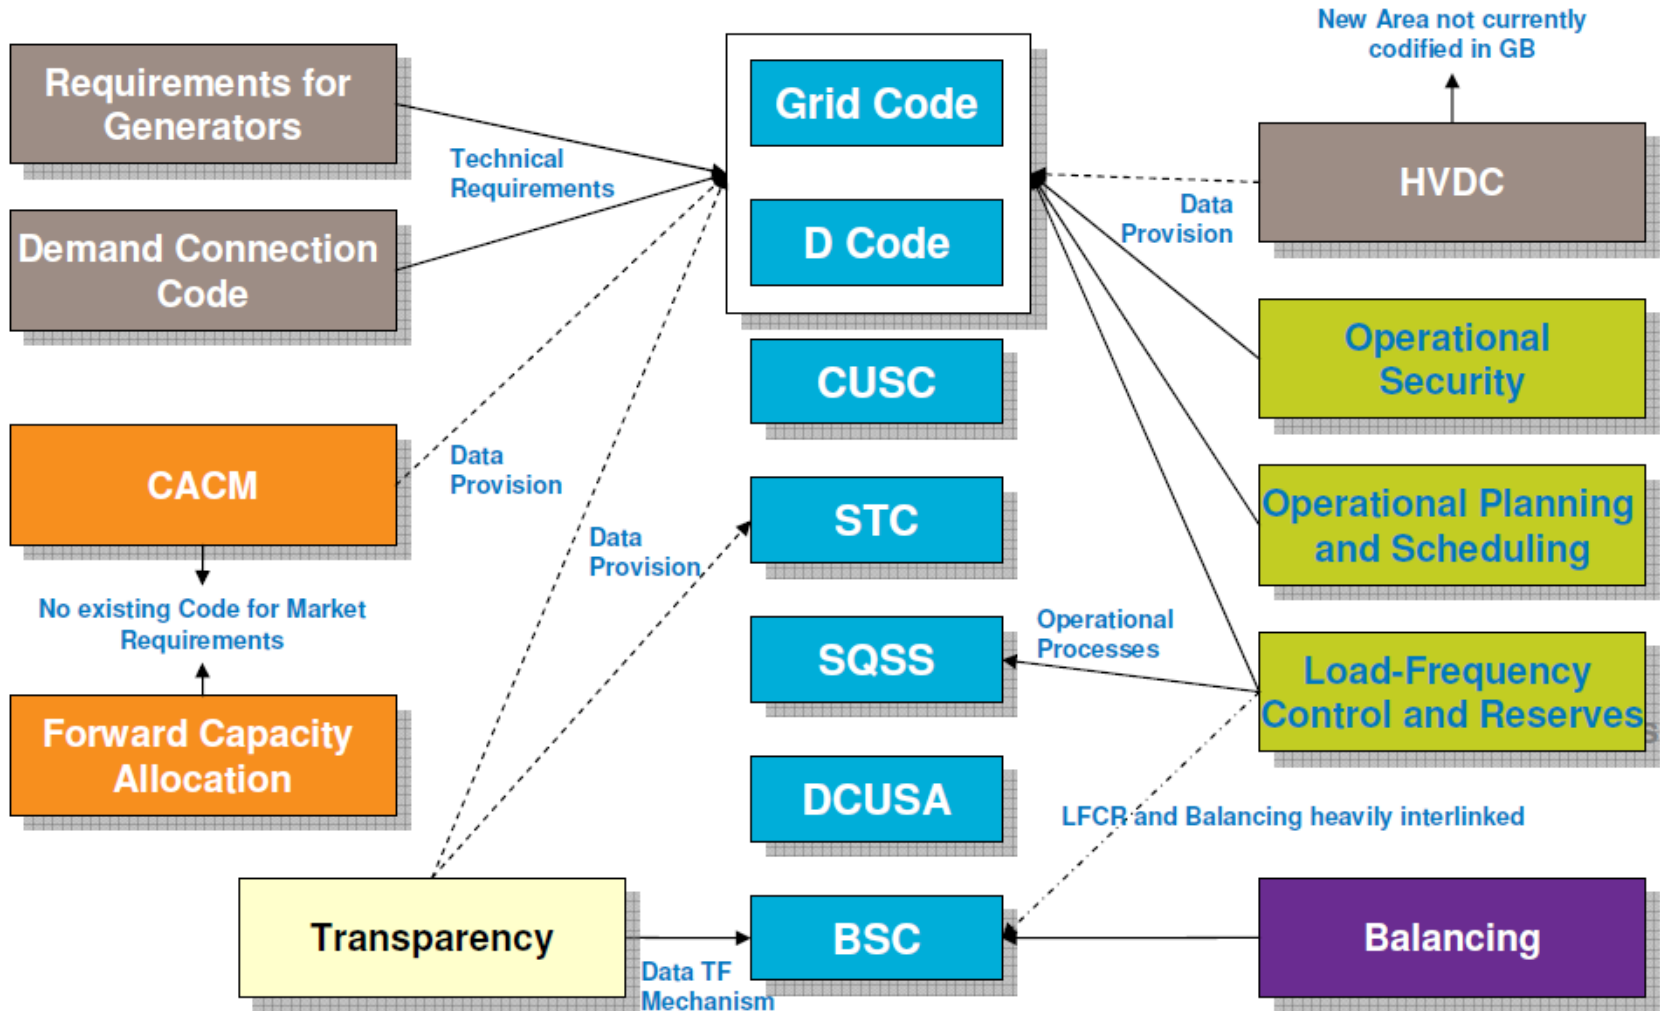 New Area not currently
codified in GB
Requirements for
Generators
Grid Code
Technical
Requirements
HVDC
Data
Provision
Demand Connection
Code
D Code
Operational
Security
CUSC
CACM
Data
Provision
Operational Planning
and Scheduling
STC
Data
Provision
No existing Code for Market
Requirements
Operational
Processes
SQSS
Load-Frequency
Control and Reserves
s
Forward Capacity
Allocation
DCUSA
LFCR and Balancing heavily interlinked
Transparency
BSC
Balancing
Data TF
Mechanism